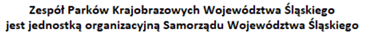 Zespół Parków Krajobrazowych Województwa Śląskiego
jest jednostką organizacyjną Samorządu Województwa Śląskiego